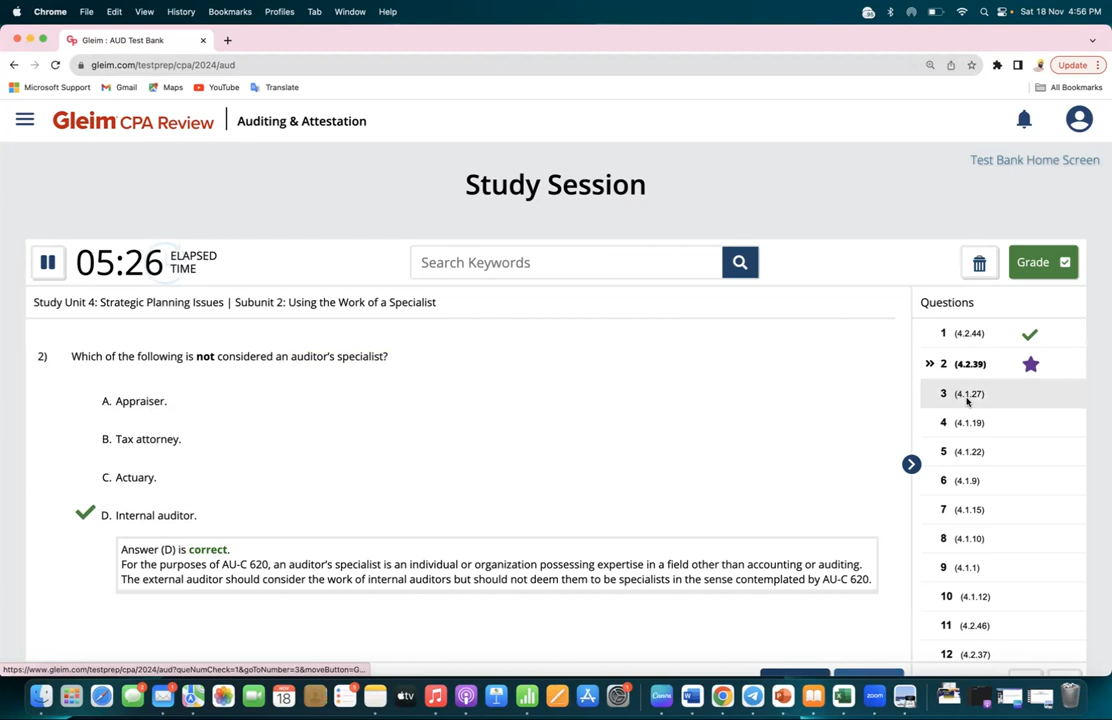 Chrome File Edit View History Bookmarks Profiles Tab Window Help Sat 18 Nov 4:56 PM
Gleim : AUD Test Bank
gleim.com/testprep/cpa/2024/aud Update
Microsoft Support Gmail Maps YouTube Translate All Bookmarks
Gleim CPA Review Auditing & Attestation
Test Bank Home Screen
Study Session
05:26 ELAPSED TIME Search Keywords Grade
Study Unit 4: Strategic Planning Issues | Subunit 2: Using the Work of a Specialist
2) Which of the following is not considered an auditor's specialist?
A. Appraiser.
B. Tax attorney.
C. Actuary.
D. Internal auditor.
Answer (D) is correct.
For the purposes of AU-C 620, an auditor's specialist is an individual or organization possessing expertise in a field other than accounting or auditing.
The external auditor should consider the work of internal auditors but should not deem them to be specialists in the sense contemplated by AU-C 620.
Questions
1 (4.2.44)
» 2 (4.2.39)
3 (4.1.27)
4 (4.1.19)
5 (4.1.22)
6 (4.1.9)
7 (4.1.15)
8 (4.1.10)
9 (4.1.1)
10 (4.1.12)
11 (4.2.46)
12 (4.2.37)
https://www.gleim.com/testprep/cpa/2024/aud?queNumCheck=1&goToNumber=3&moveButton=G...